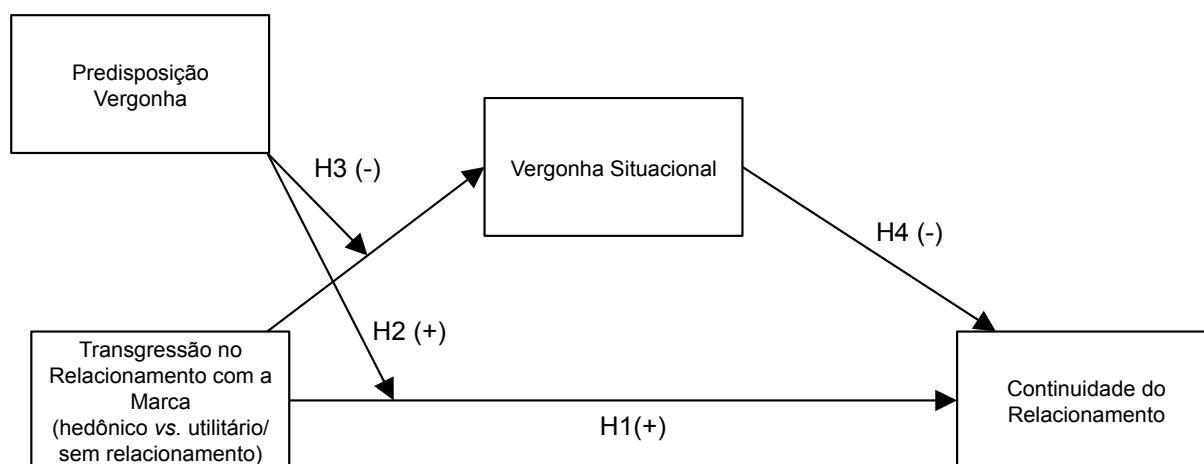 Predisposição
Vergonha
H3 (-)
Vergonha Situacional
H4 (-)
H2 (+)
Transgressão no
Relacionamento com a
Marca
(hedônico vs. utilitário/
sem relacionamento)
H1(+)
Continuidade do
Relacionamento